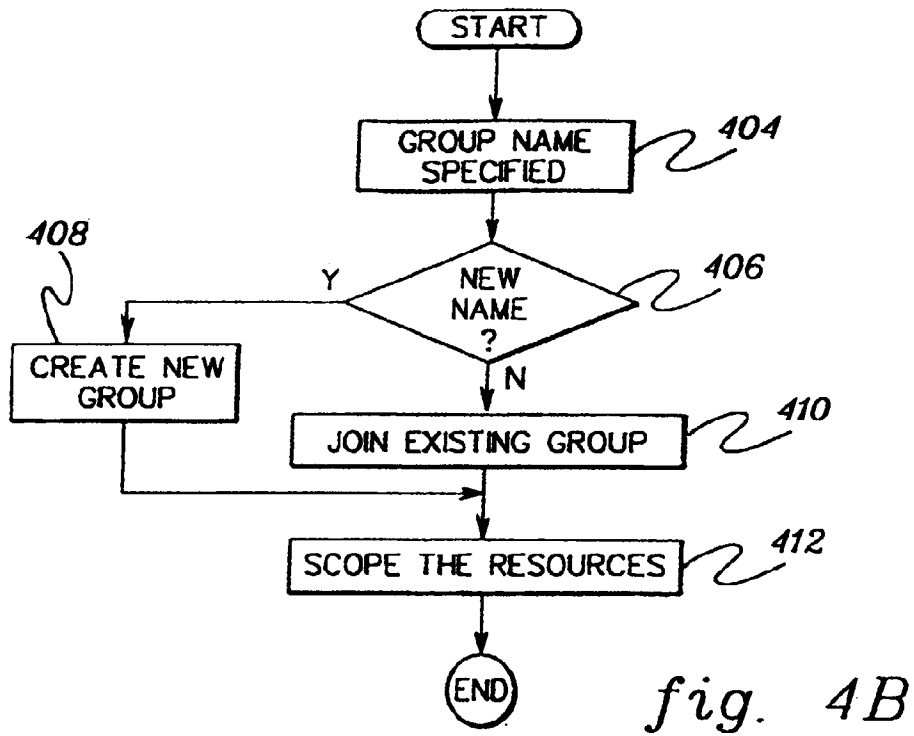 START
GROUP NAME
SPECIFIED
404
NEW
NAME
?
406
Y
408
CREATE NEW
GROUP
N
JOIN EXISTING GROUP
410
SCOPE THE RESOURCES
412
END
fig. 4B